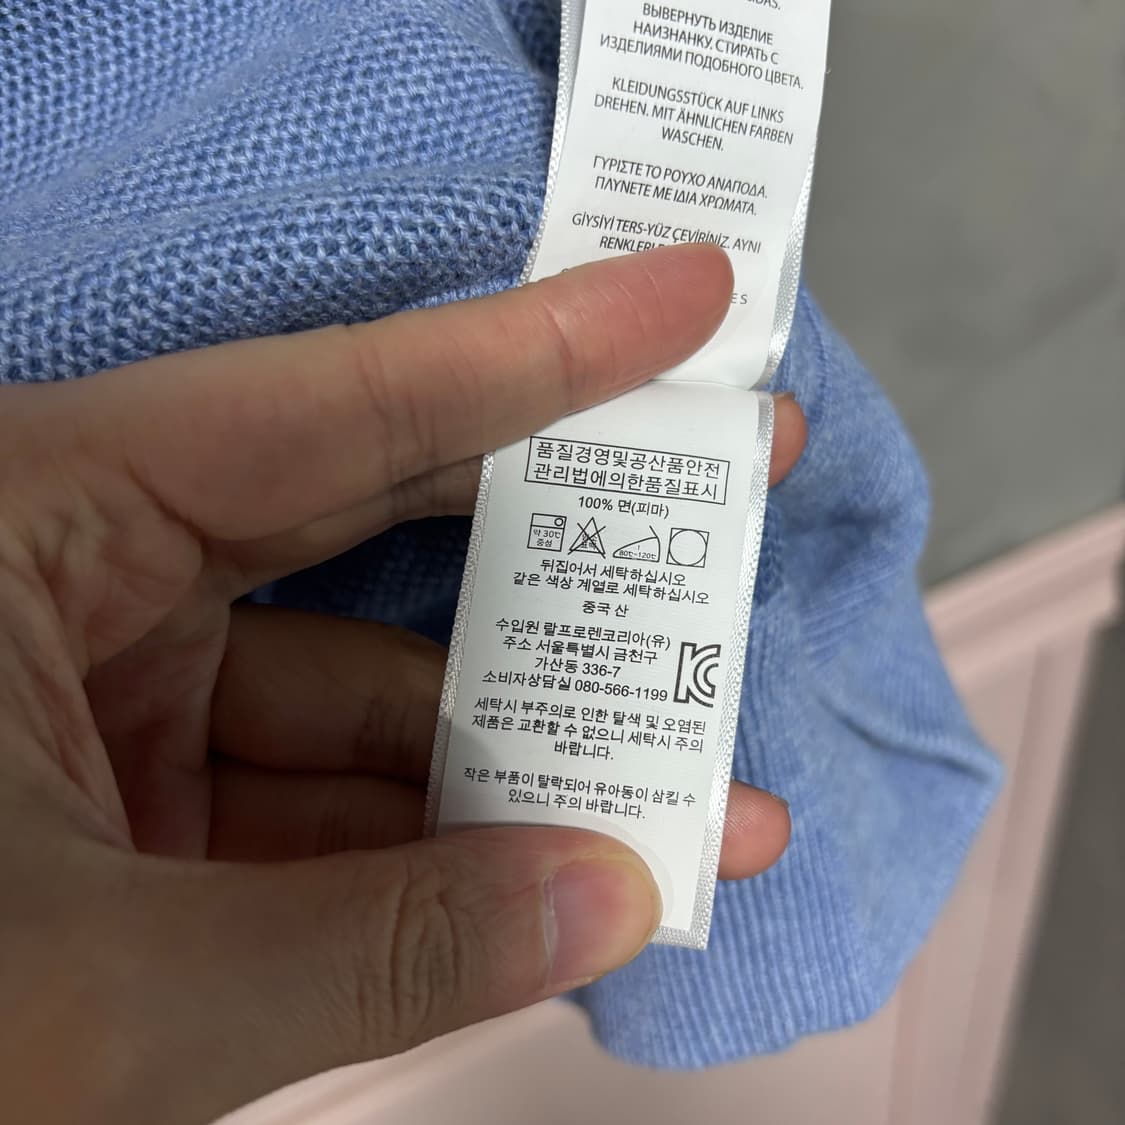 ВЫВЕРНУТЬ ИЗДЕЛИЕ
НАИЗНАНКУ. СТИРАТЬ С
ИЗДЕЛИЯМИ ПОДОБНОГО ЦВЕТА.
KLEIDUNGSSTÜCK AUF LINKS
DREHEN. MIT ÄHNLICHEN FARBEN
WASCHEN.
ΓΥΡΙΣΤΕ ΤΟ ΡΟΥΧΟ ΑΝΑΠΟΔΑ.
ΠΛΥΝΕΤΕ ΜΕ ΙΔΙΑ ΧΡΩΜΑΤΑ.
GİYSİYİ TERS-YÜZ ÇEVİRİNİZ. AYNI
품질경영및공산품안전
관리법에의한품질표시
100% 면(피마)
약 30℃
중성
80℃~120℃
뒤집어서 세탁하십시오
같은 색상 계열로 세탁하십시오
중국 산
수입원 랄프로렌코리아(유)
주소 서울특별시 금천구
가산동 336-7
소비자상담실 080-566-1199
세탁시 부주의로 인한 탈색 및 오염된
제품은 교환할 수 없으니 세탁시 주의
바랍니다.
작은 부품이 탈락되어 유아동이 삼킬 수
있으니 주의 바랍니다.